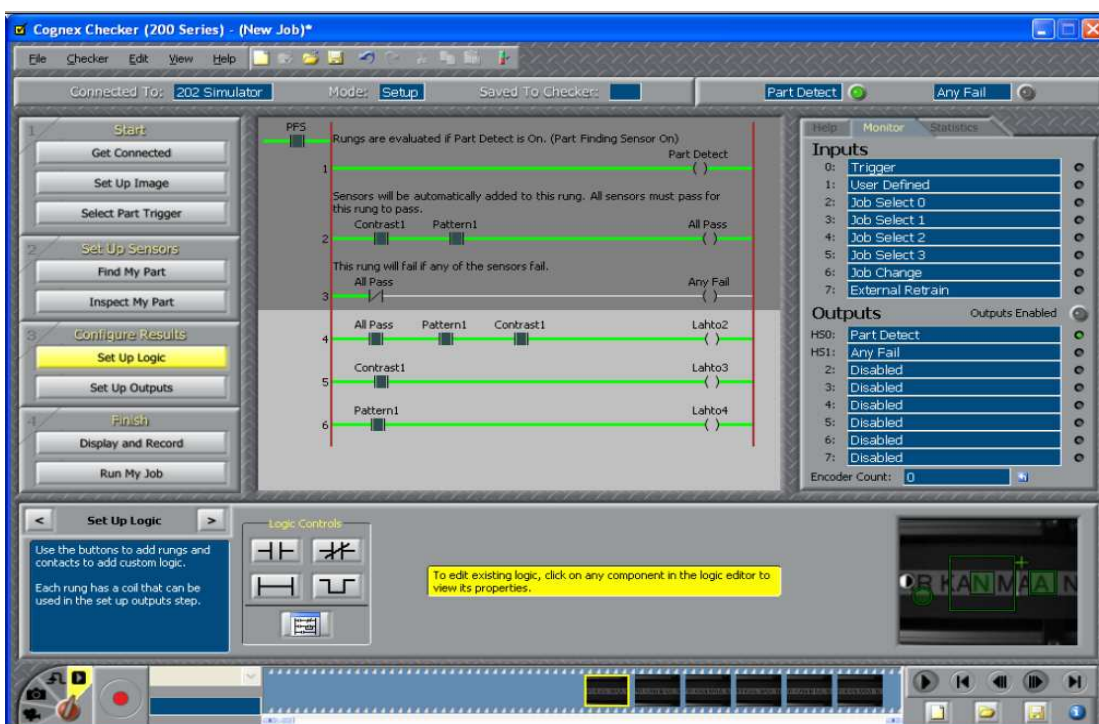 Cognex Checker (200 Series) - (New Job)*
File Checker Edit View Help
Connected To: 202 Simulator Mode: Setup Saved To Checker: Part Detect Any Fail
1 Start
Get Connected
Set Up Image
Select Part Trigger
2 Set Up Sensors
Find My Part
Inspect My Part
3 Configure Results
Set Up Logic
Set Up Outputs
4 Finish
Display and Record
Run My Job
PFS
Rungs are evaluated if Part Detect is On. (Part Finding Sensor On)
Part Detect
1 ( )
Sensors will be automatically added to this rung. All sensors must pass for
this rung to pass.
Contrast1 Pattern1 All Pass
2 ( )
This rung will fail if any of the sensors fail.
All Pass Any Fail
3 ( )
All Pass Pattern1 Contrast1 Lahto2
4 ( )
Contrast1 Lahto3
5 ( )
Pattern1 Lahto4
6 ( )
Help Monitor Statistics
Inputs
0: Trigger
1: User Defined
2: Job Select 0
3: Job Select 1
4: Job Select 2
5: Job Select 3
6: Job Change
7: External Retrain
Outputs Outputs Enabled
HS0: Part Detect
HS1: Any Fail
2: Disabled
3: Disabled
4: Disabled
5: Disabled
6: Disabled
7: Disabled
Encoder Count: 0
< Set Up Logic >
Use the buttons to add rungs and
contacts to add custom logic.
Each rung has a coil that can be
used in the set up outputs step.
Logic Controls
To edit existing logic, click on any component in the logic editor to
view its properties.